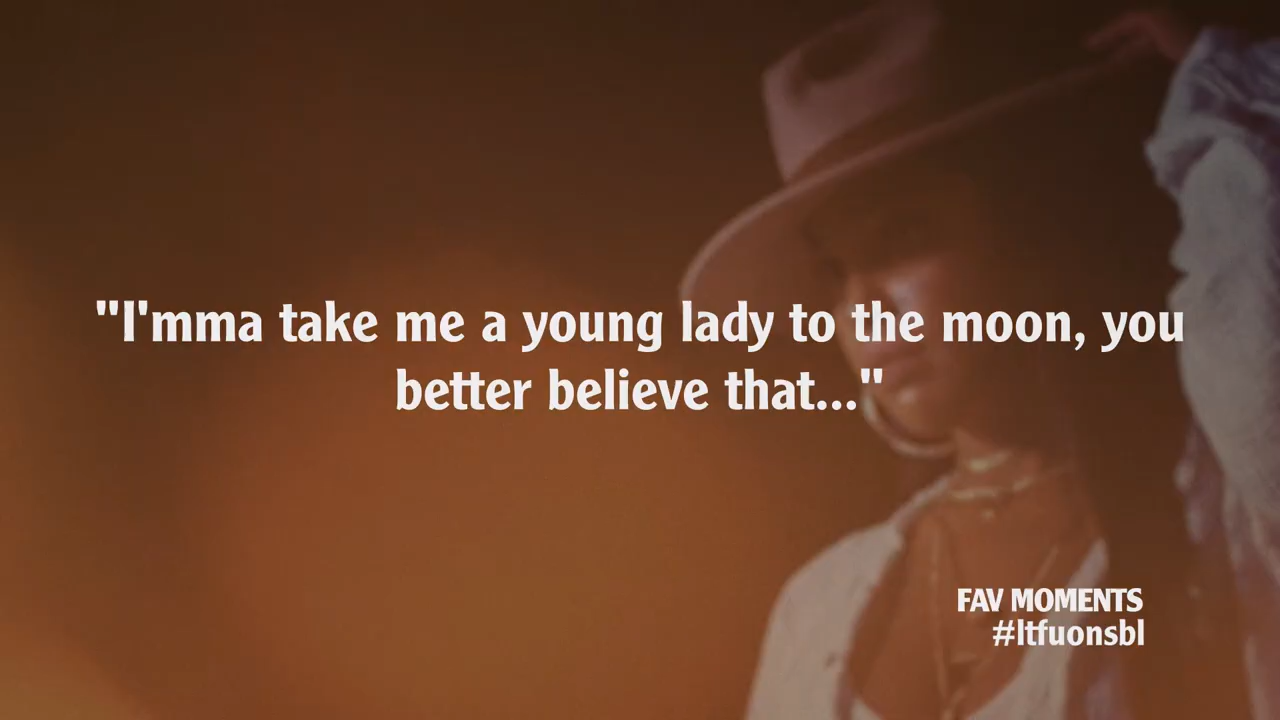 "I'mma take me a young lady to the moon, you
better believe that..."
FAV MOMENTS
#ltfuonsbl